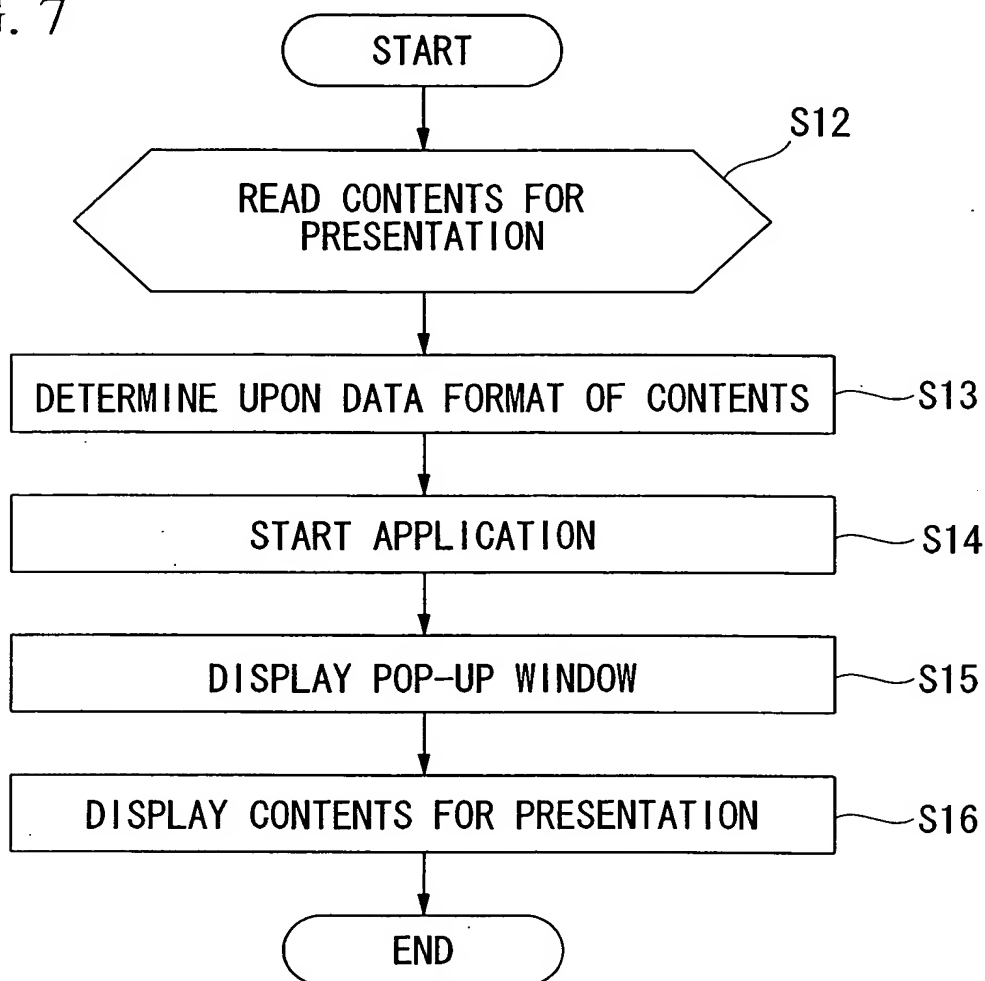 . 7
START
S12
READ CONTENTS FOR
PRESENTATION
DETERMINE UPON DATA FORMAT OF CONTENTS
S13
START APPLICATION
S14
DISPLAY POP-UP WINDOW
S15
DISPLAY CONTENTS FOR PRESENTATION
S16
END